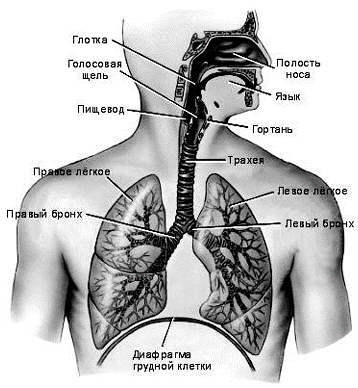 Глотка
Голосовая
щель
Пищевод
Полость
носа
Язык
Гортань
Трахея
Правое лёгкое
Левое лёгкое
Правый бронх
Левый бронх
Диафрагма
грудной клетки